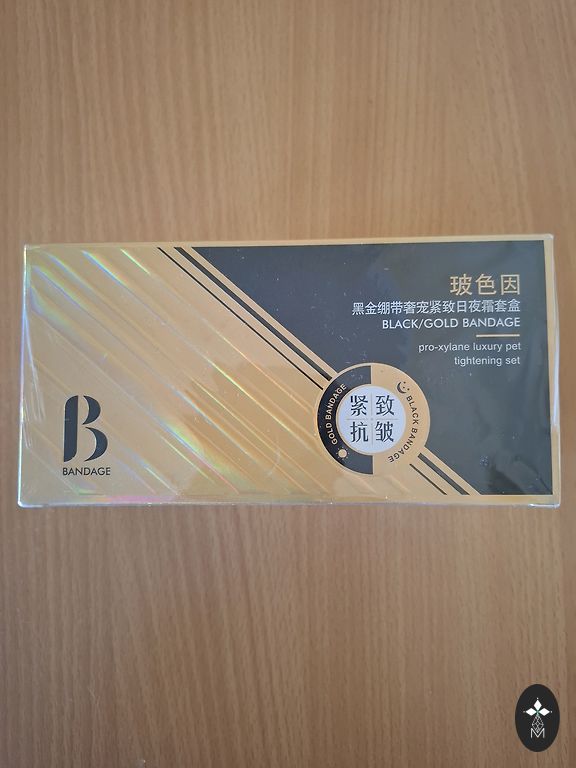 玻色因
黑金绷带奢宠紧致日夜霜套盒
BLACK/GOLD BANDAGE
pro-xylane luxury pet
tightening set
GOLD BANDAGE
紧致
抗皱
BLACK BANDAGE
B
BANDAGE
M